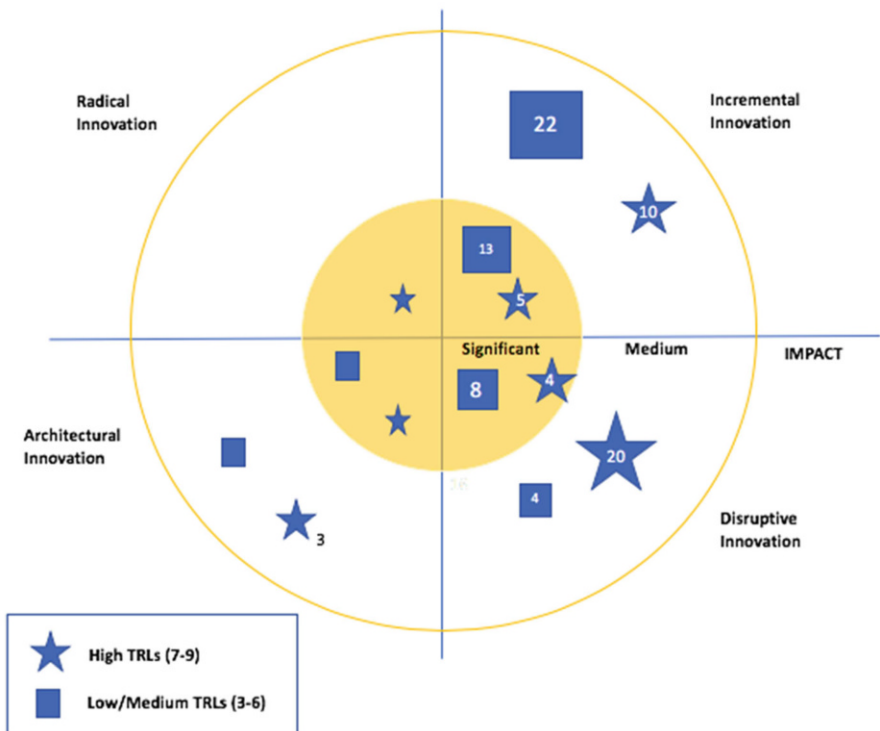 Radical
Innovation
Incremental
Innovation
22
10
13
5
Significant
Medium
IMPACT
4
8
Architectural
Innovation
20
4
3
Disruptive
Innovation
High TRLs (7-9)
Low/Medium TRLs (3-6)